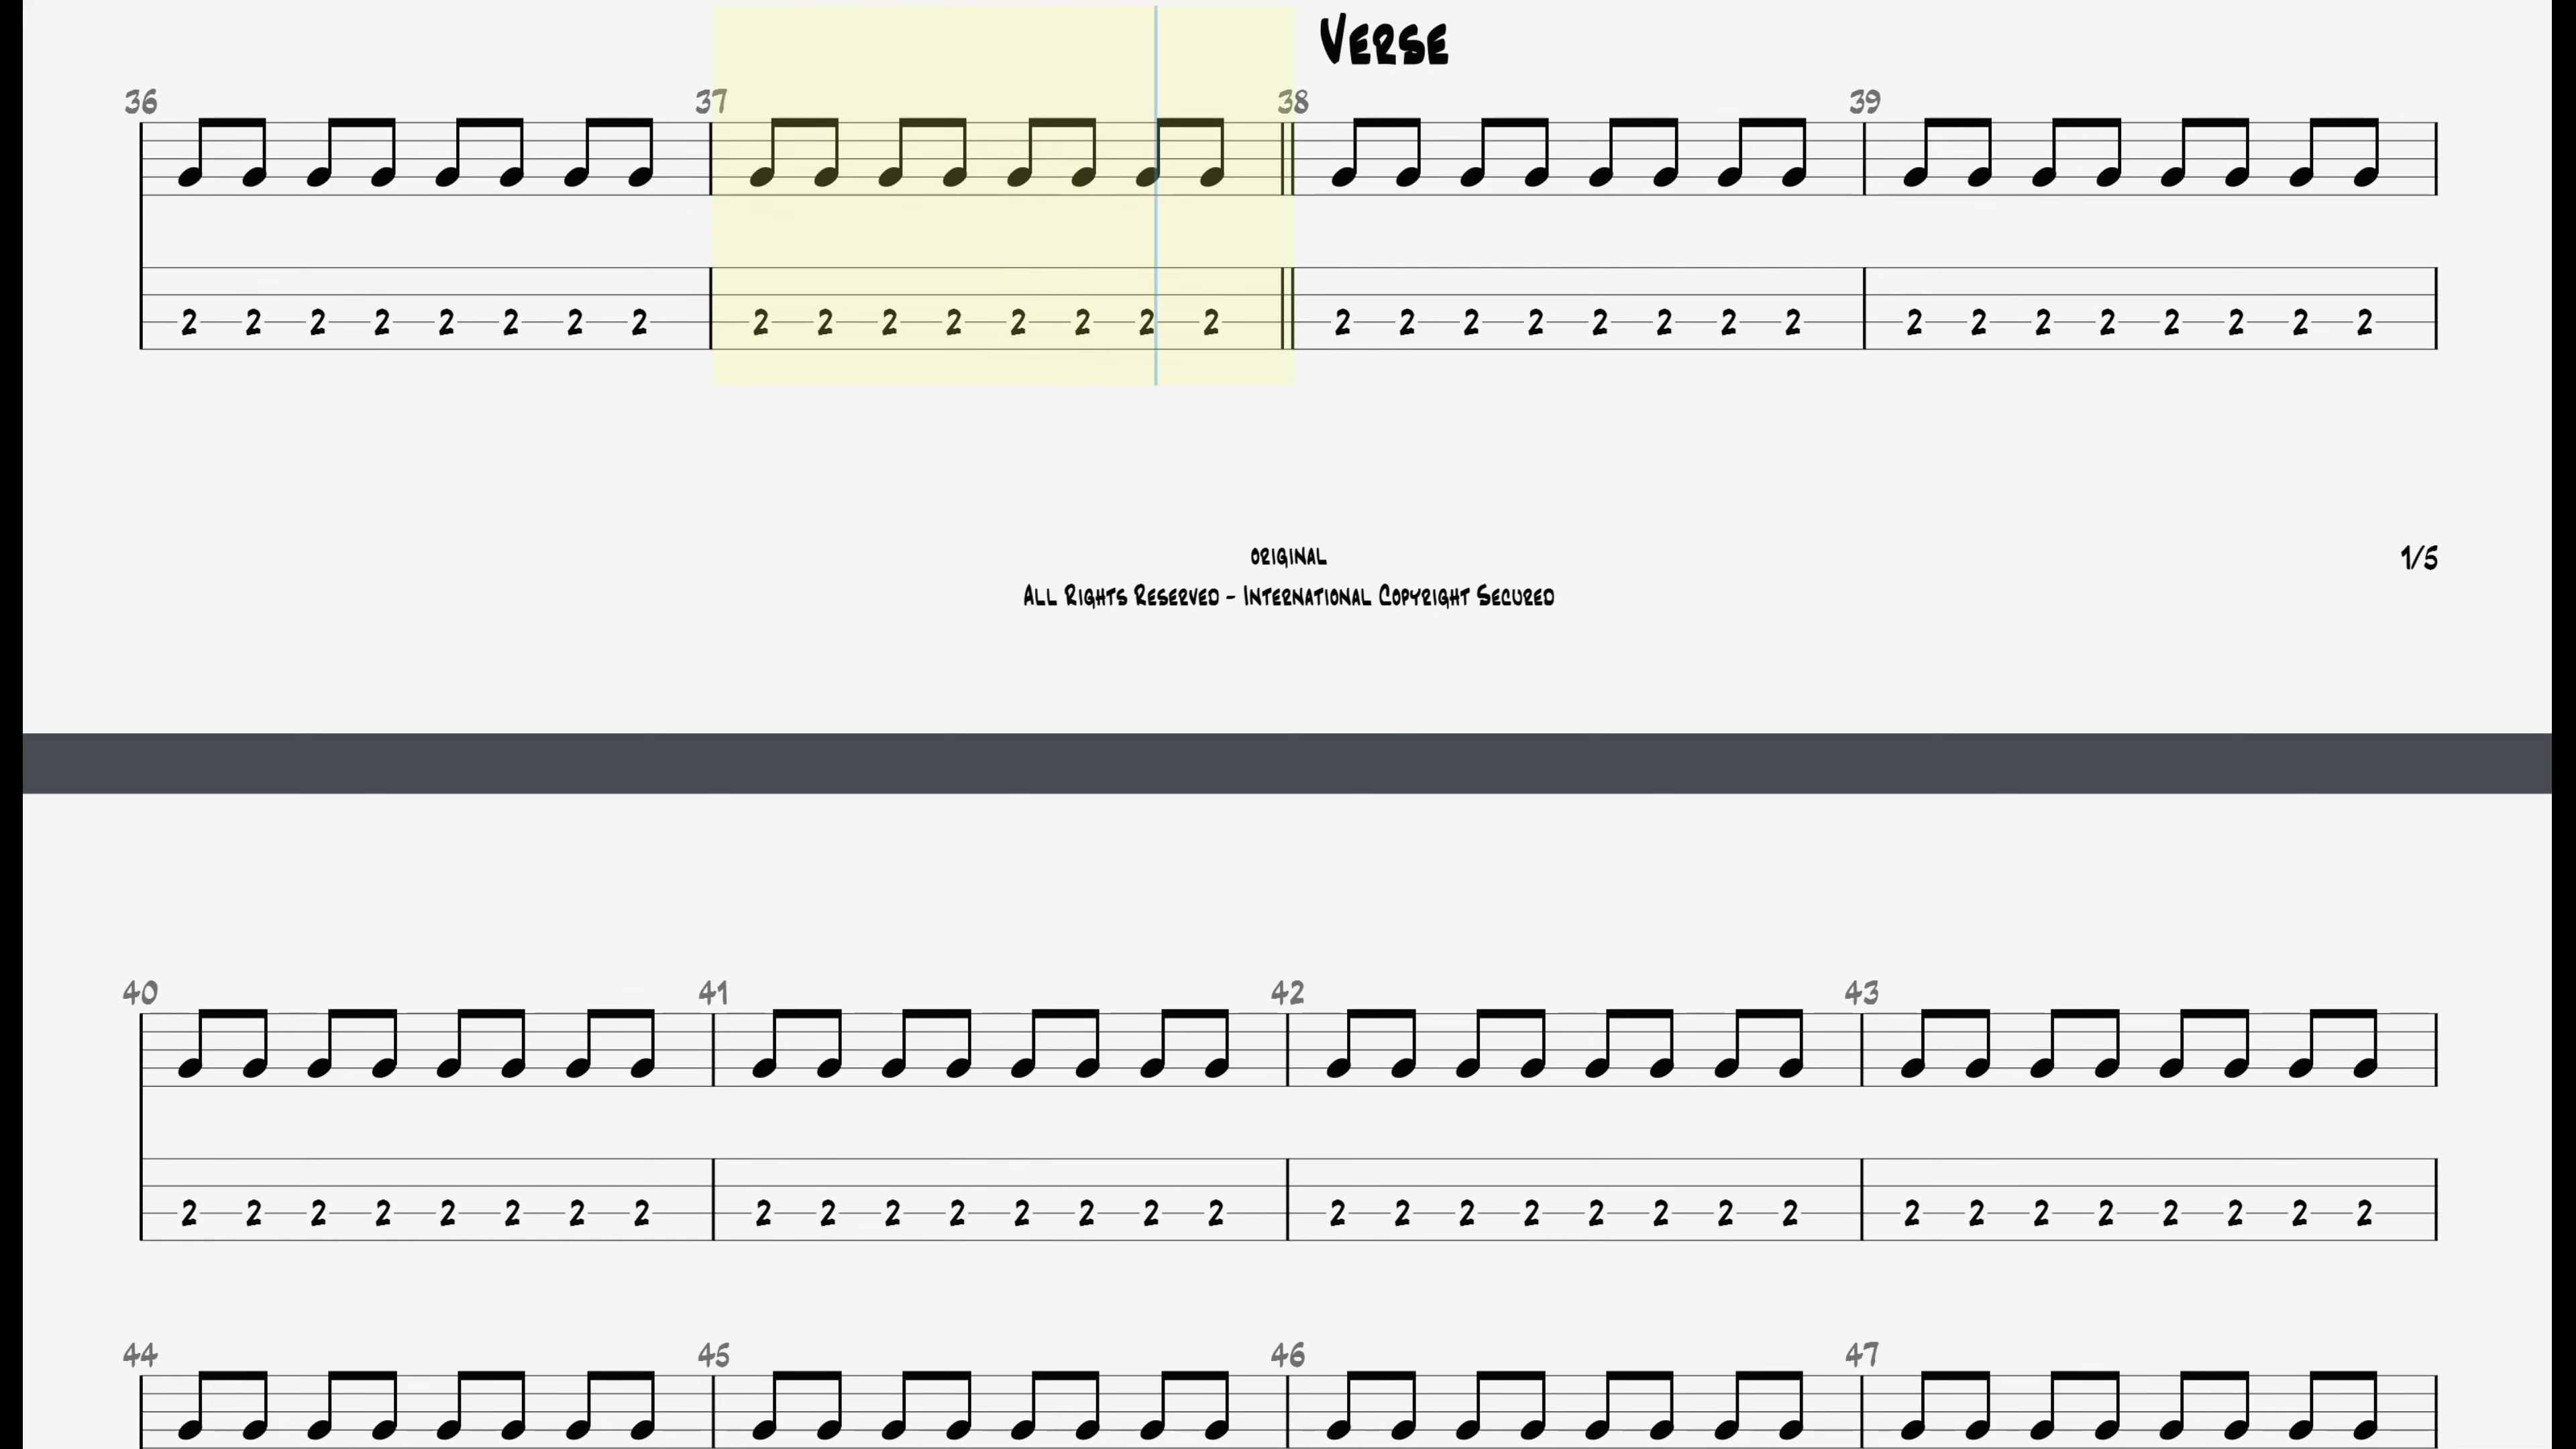 Verse
36 37 38 39
2 2 2 2 2 2 2 2 2 2 2 2 2 2 2 2 2 2 2 2 2 2 2 2 2 2 2 2 2 2 2 2
original
1/5
All Rights Reserved - International Copyright Secured
40 41 42 43
2 2 2 2 2 2 2 2 2 2 2 2 2 2 2 2 2 2 2 2 2 2 2 2 2 2 2 2 2 2 2 2
44 45 46 47